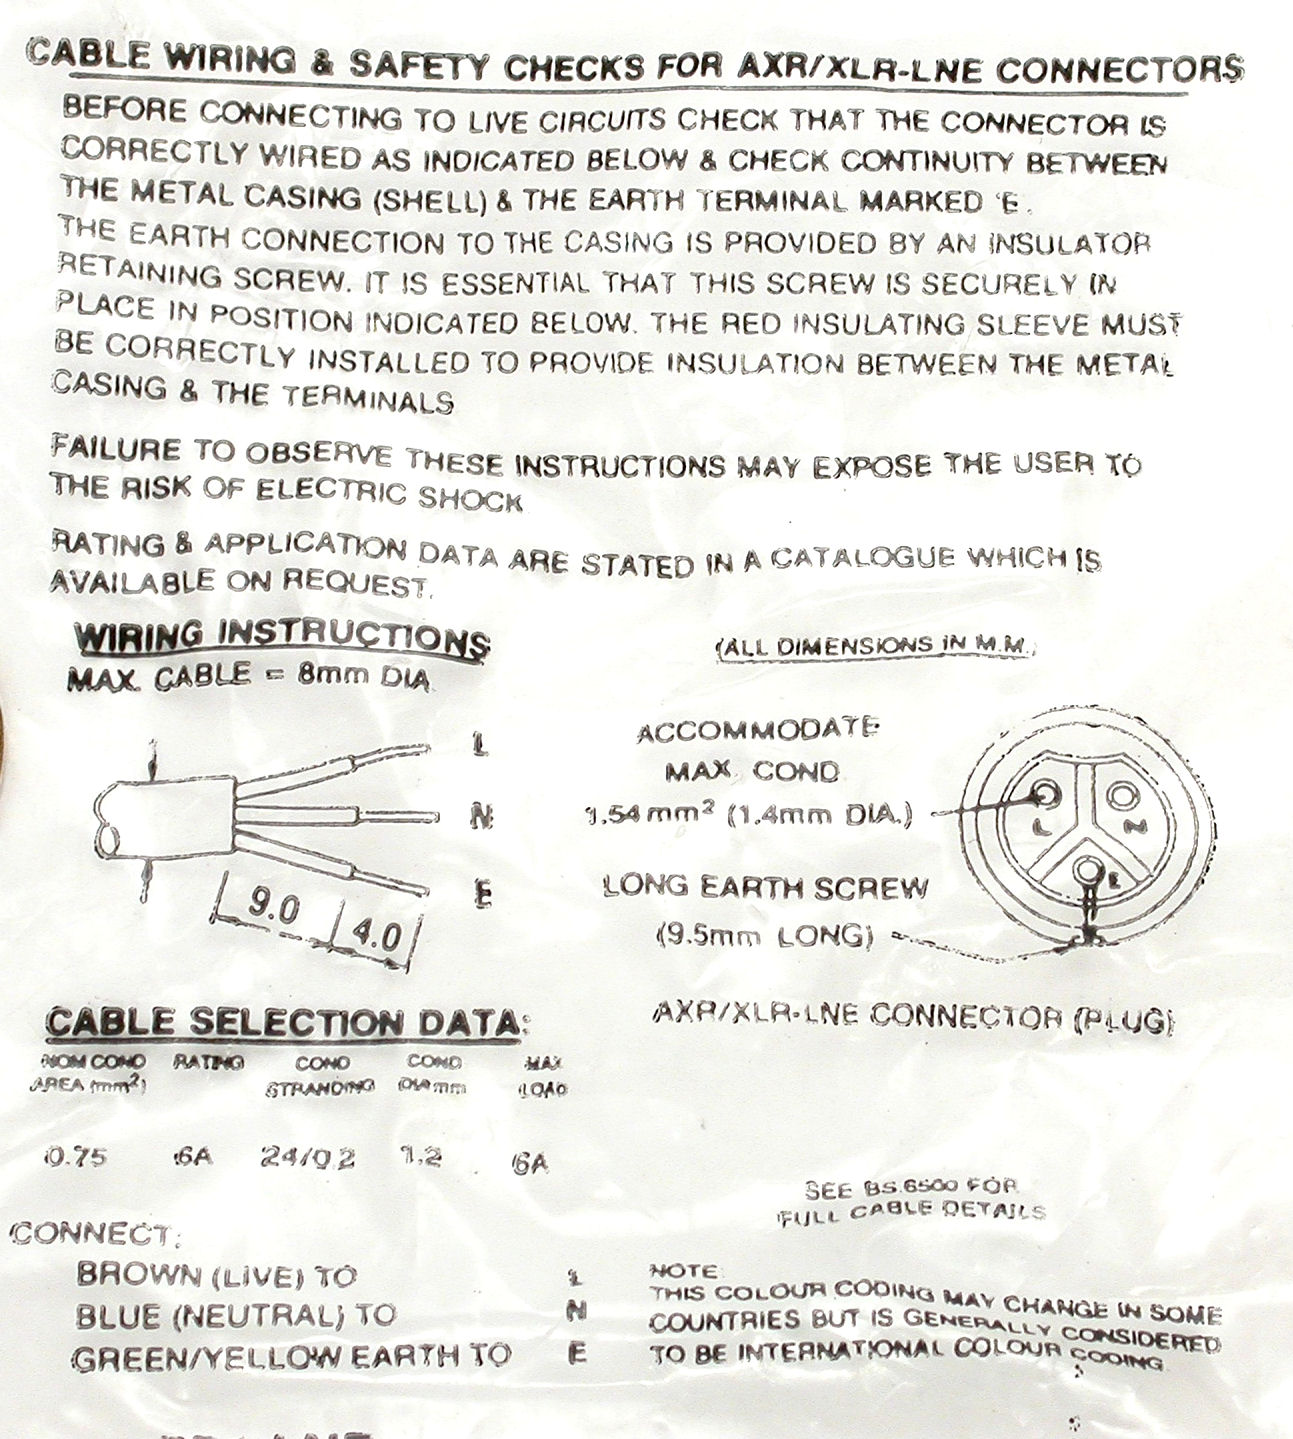 CABLE WIRING & SAFETY CHECKS FOR AXR/XLR-LNE CONNECTORS
BEFORE CONNECTING TO LIVE CIRCUITS CHECK THAT THE CONNECTOR IS
CORRECTLY WIRED AS INDICATED BELOW & CHECK CONTINUITY BETWEEN
THE METAL CASING (SHELL) & THE EARTH TERMINAL MARKED 'E'.
THE EARTH CONNECTION TO THE CASING IS PROVIDED BY AN INSULATOR
RETAINING SCREW. IT IS ESSENTIAL THAT THIS SCREW IS SECURELY IN
PLACE IN POSITION INDICATED BELOW. THE RED INSULATING SLEEVE MUST
BE CORRECTLY INSTALLED TO PROVIDE INSULATION BETWEEN THE METAL
CASING & THE TERMINALS
FAILURE TO OBSERVE THESE INSTRUCTIONS MAY EXPOSE THE USER TO
THE RISK OF ELECTRIC SHOCK
RATING & APPLICATION DATA ARE STATED IN A CATALOGUE WHICH IS
AVAILABLE ON REQUEST.
WIRING INSTRUCTIONS
(ALL DIMENSIONS IN M.M.)
MAX. CABLE = 8mm DIA
L
N
E
9.0
4.0
ACCOMMODATE
MAX. COND
1.54mm² (1.4mm DIA.)
LONG EARTH SCREW
(9.5mm LONG)
L
N
E
AXR/XLR-LNE CONNECTOR (PLUG)
CABLE SELECTION DATA:
NOM COND RATING COND COND MAX
AREA (mm²) STRANDING DIA mm LOAD
0.75 6A 24/0.2 1.2 6A
SEE BS.6500 FOR
FULL CABLE DETAILS
CONNECT:
BROWN (LIVE) TO L
BLUE (NEUTRAL) TO N
GREEN/YELLOW EARTH TO E
NOTE
THIS COLOUR CODING MAY CHANGE IN SOME
COUNTRIES BUT IS GENERALLY CONSIDERED
TO BE INTERNATIONAL COLOUR CODING.